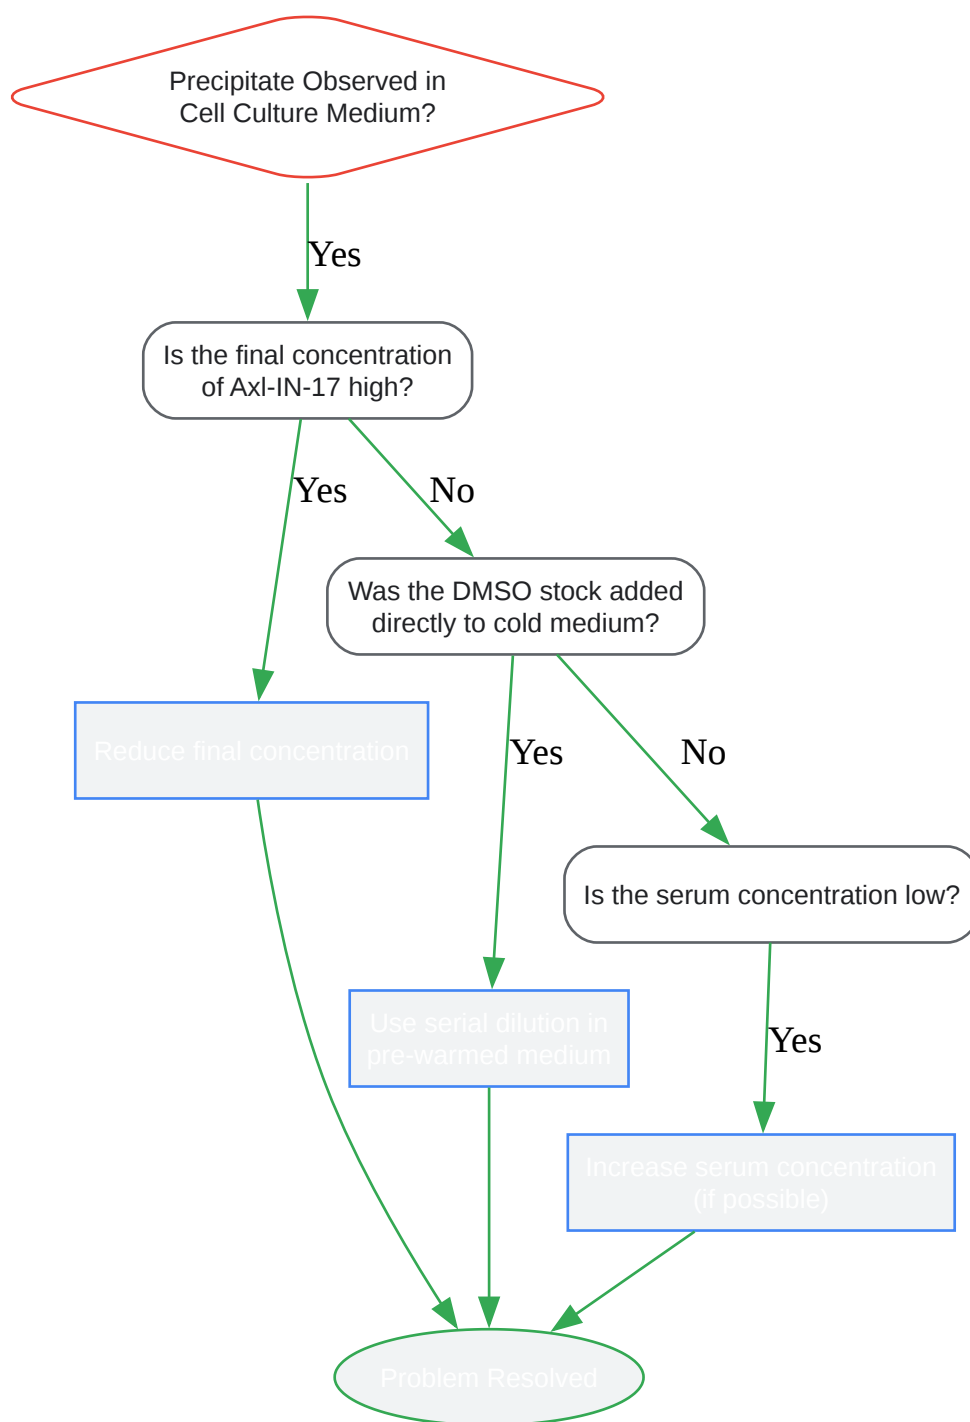 Precipitate Observed in
Cell Culture Medium?
Yes
Is the final concentration
of Axl-IN-17 high?
Yes
No
Was the DMSO stock added
directly to cold medium?
Reduce final concentration
Yes
No
Is the serum concentration low?
Use serial dilution in
pre-warmed medium
Yes
Increase serum concentration
(if possible)
Problem Resolved